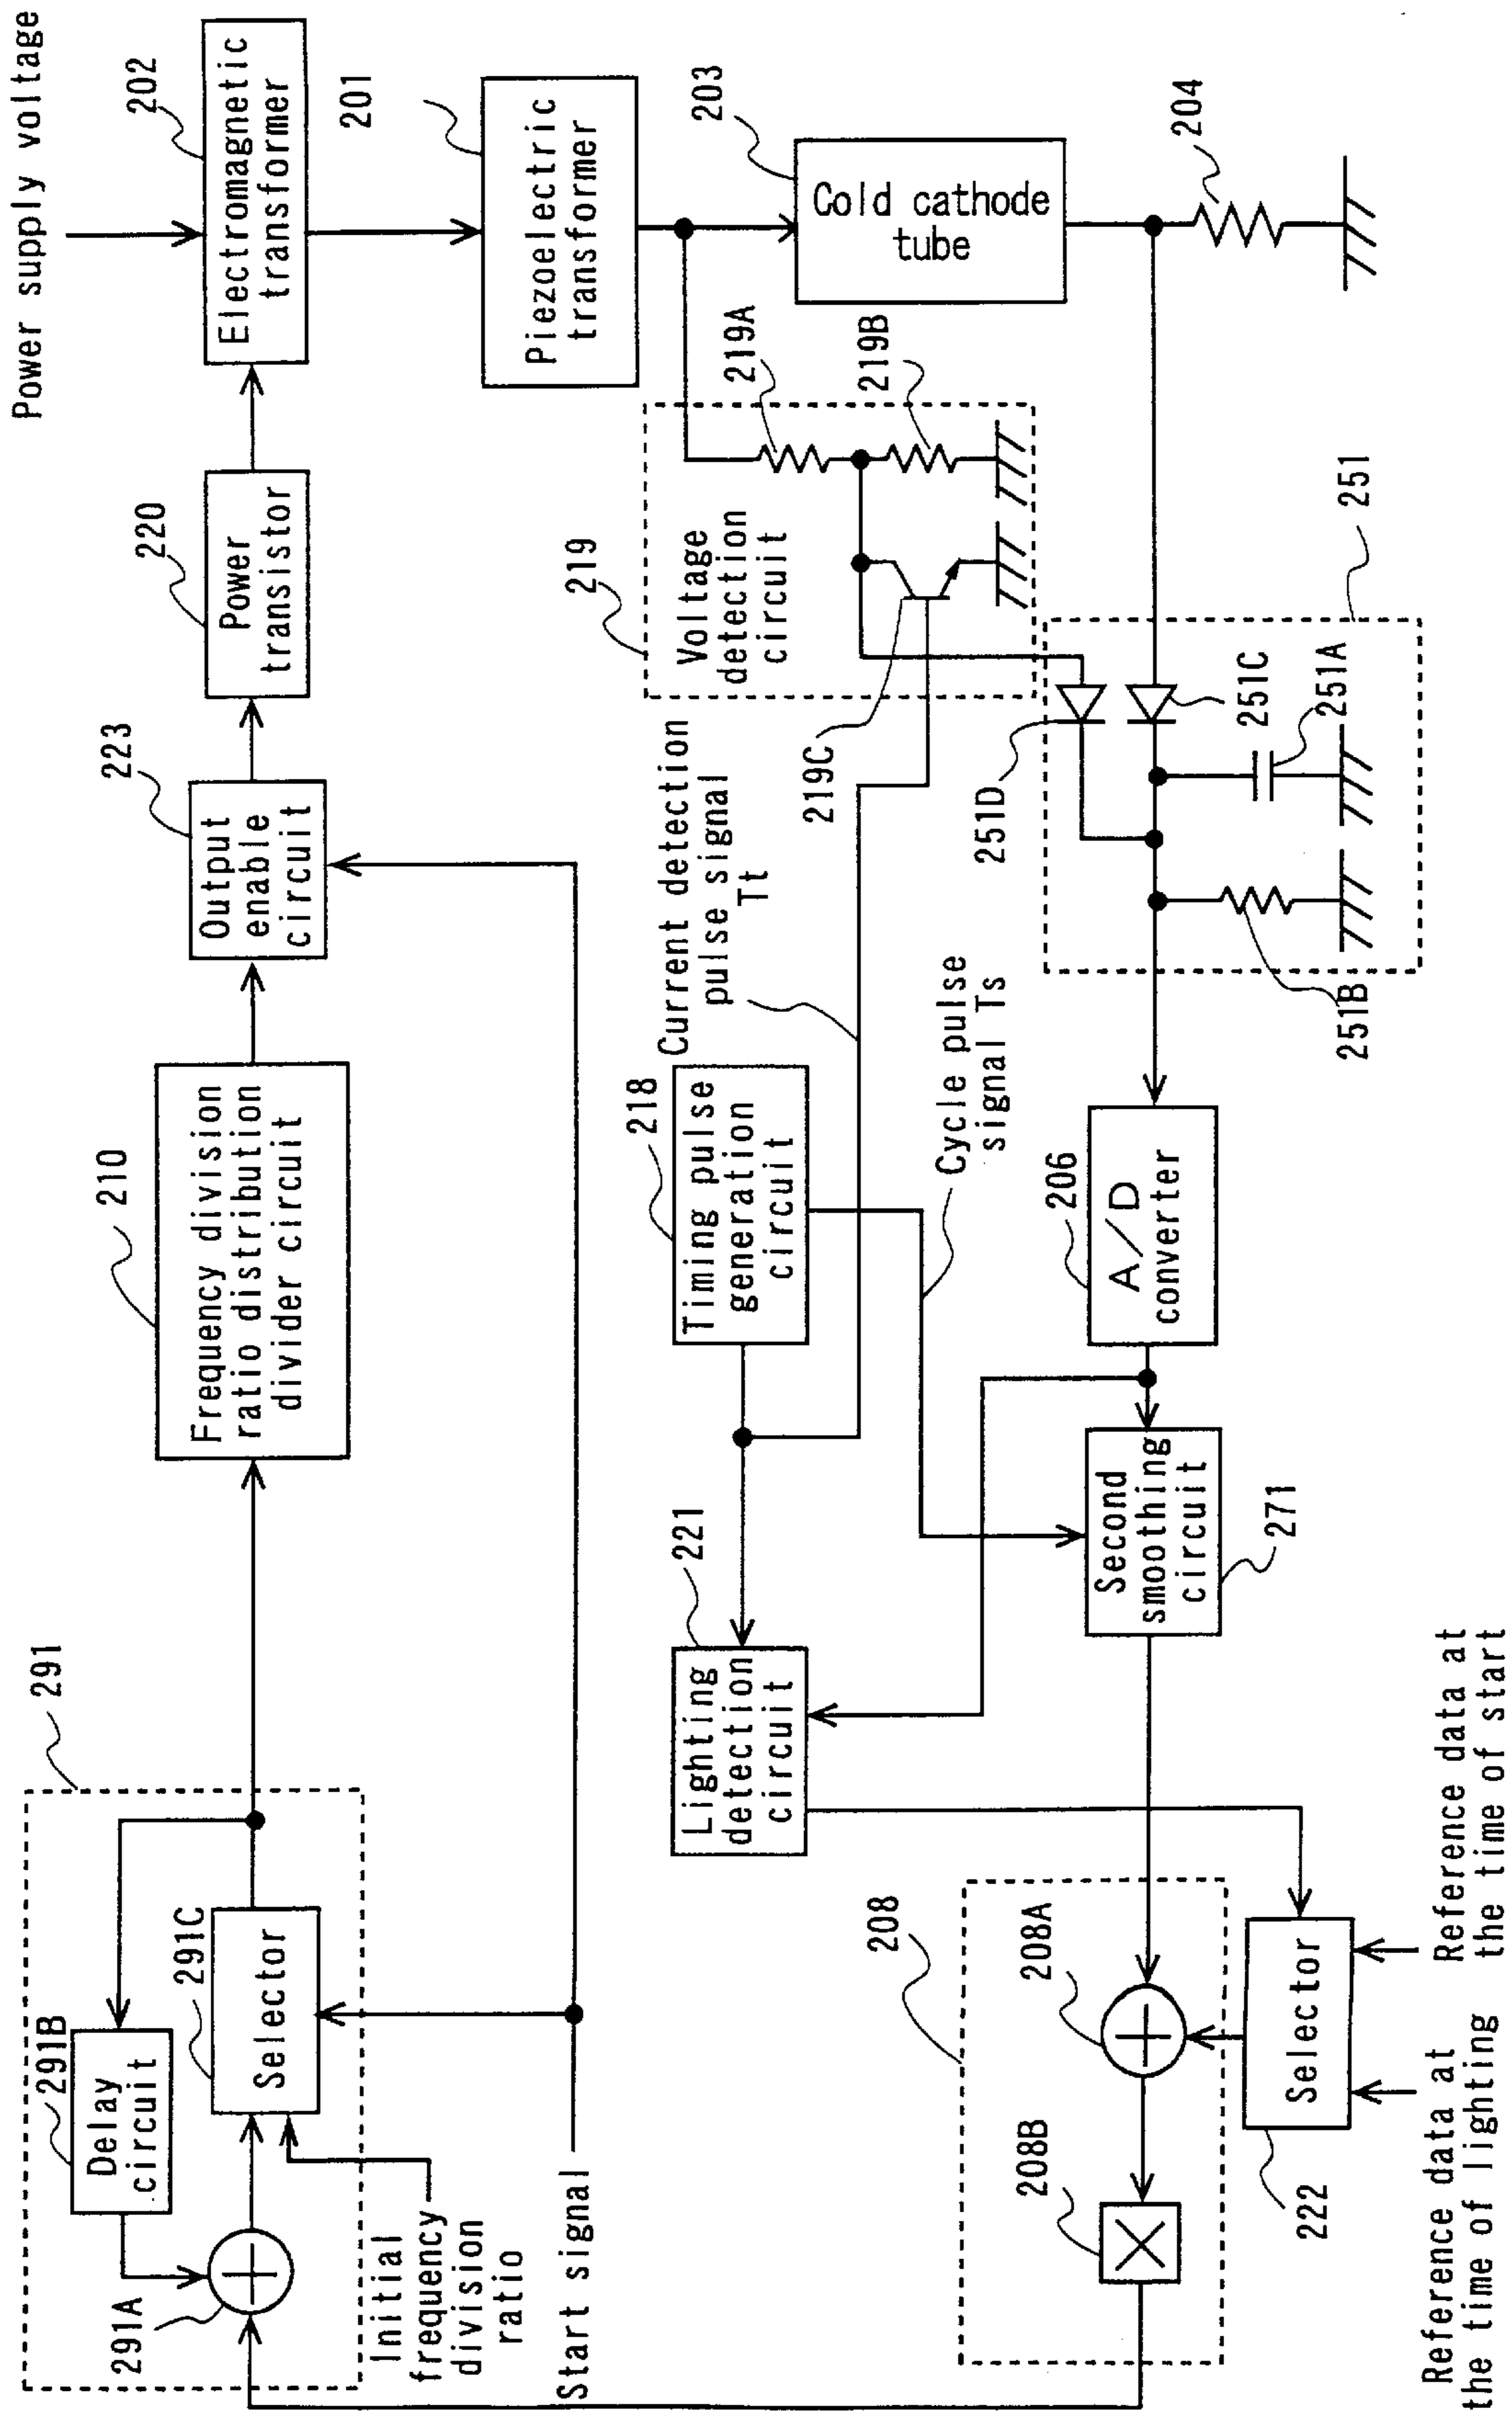 291
291B
Delay
circuit
291C
Selector
291A
Initial
frequency
division
ratio
Start signal
210
Frequency division
ratio distribution
divider circuit
223
Output
enable
circuit
220
Power
transistor
Power supply voltage
202
Electromagnetic
transformer
201
Piezoelectric
transformer
203
Cold cathode
tube
204
219
Voltage
detection
circuit
219A
219B
219C
Current detection
pulse signal
Tt
218
Timing pulse
generation
circuit
Cycle pulse
signal Ts
221
Lighting
detection
circuit
251
251D
251C
251A
251B
206
A/D
converter
Second
smoothing
circuit
271
208
208A
208B
Selector
222
Reference data at
the time of lighting
Reference data at
the time of start